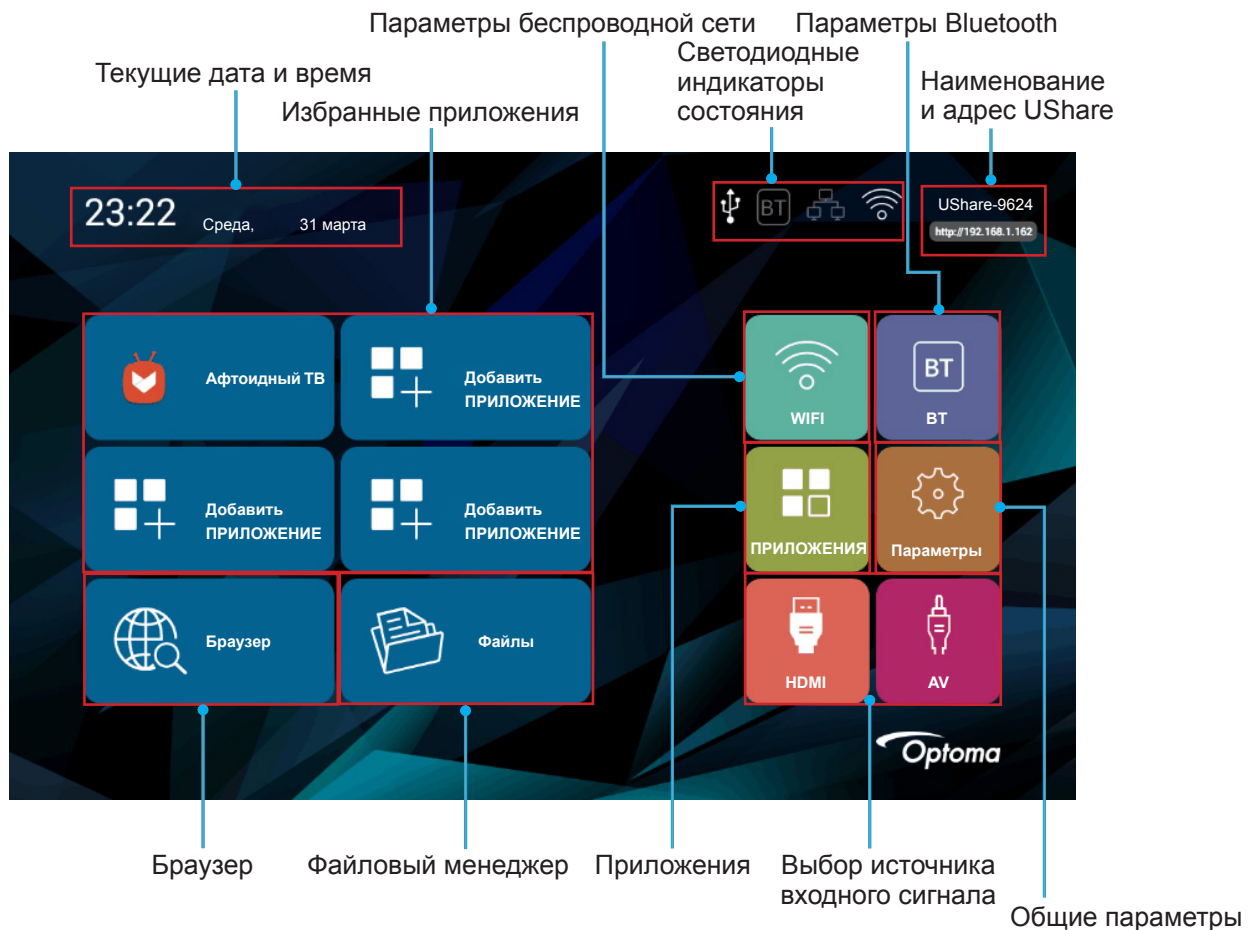 Параметры беспроводной сети
Параметры Bluetooth
Светодиодные
индикаторы
состояния
Текущие дата и время
Наименование
и адрес UShare
Избранные приложения
23:22
Среда, 31 марта
BT
UShare-9624
http://192.168.1.162
Афтоидный ТВ
Добавить
ПРИЛОЖЕНИЕ
WIFI
BT
BT
Добавить
ПРИЛОЖЕНИЕ
Добавить
ПРИЛОЖЕНИЕ
ПРИЛОЖЕНИЯ
Параметры
Браузер
Файлы
HDMI
AV
Optoma
Браузер
Файловый менеджер
Приложения
Выбор источника
входного сигнала
Общие параметры